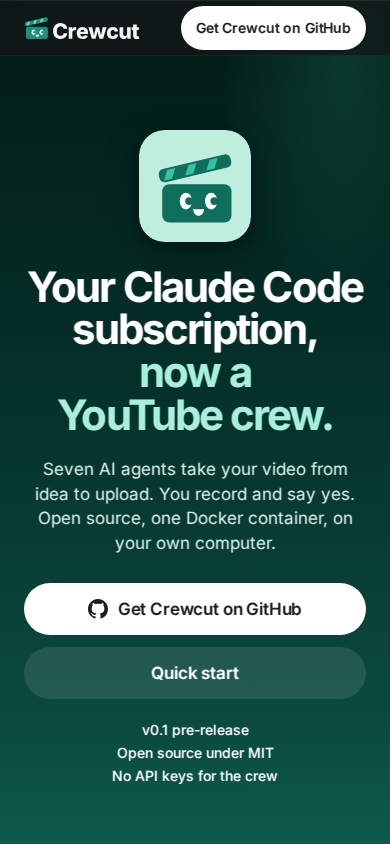 Crewcut
Get Crewcut on GitHub
Your Claude Code
subscription,
now a
YouTube crew.
Seven AI agents take your video from
idea to upload. You record and say yes.
Open source, one Docker container, on
your own computer.
Get Crewcut on GitHub
Quick start
v0.1 pre-release
Open source under MIT
No API keys for the crew